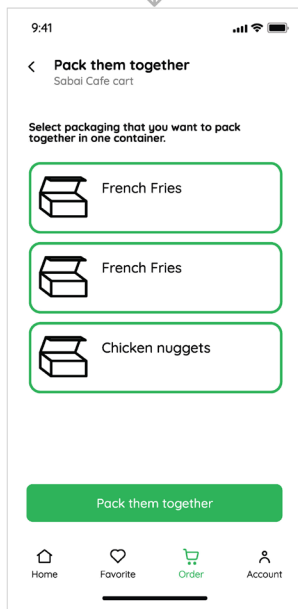 9:41
Pack them together
Sabai Cafe cart
Select packaging that you want to pack
together in one container.
French Fries
French Fries
Chicken nuggets
Pack them together
Home Favorite Order Account